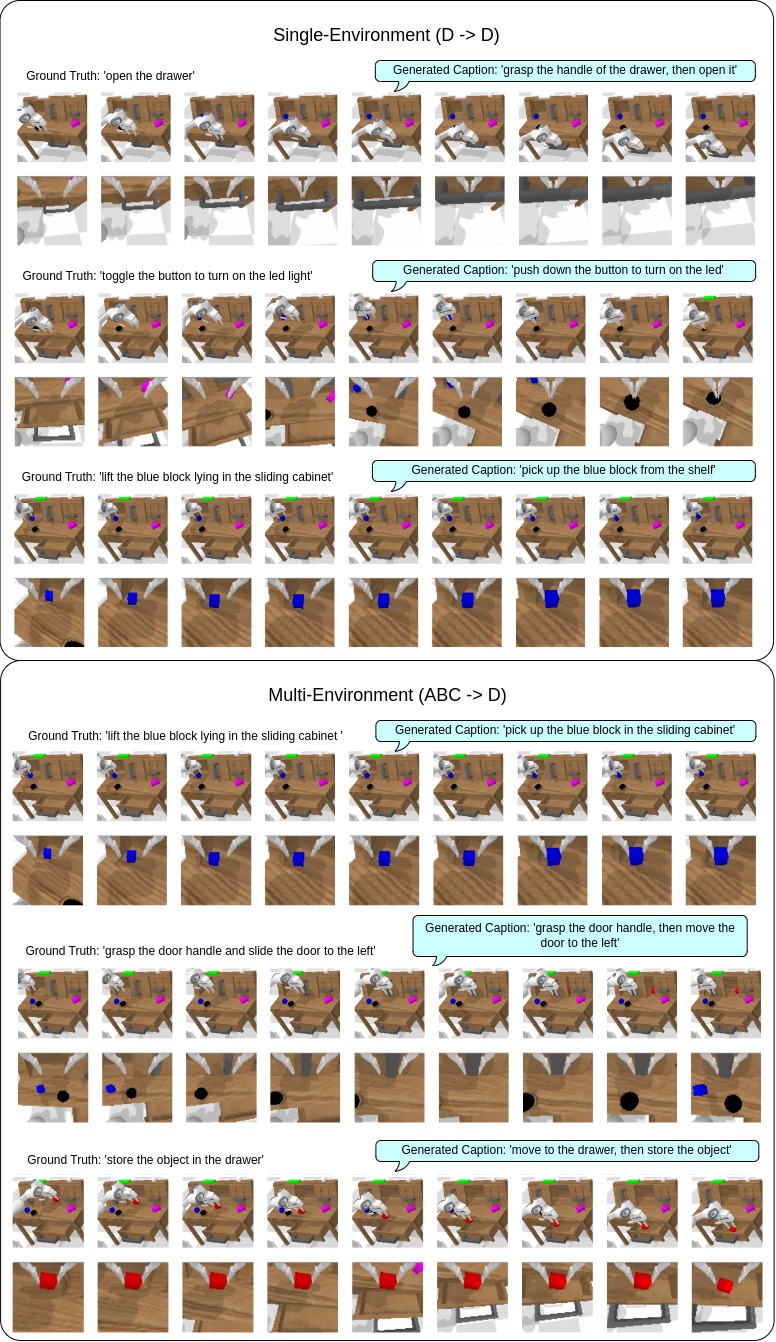 Single-Environment (D -> D)
Ground Truth: 'open the drawer'
Generated Caption: 'grasp the handle of the drawer, then open it'
Ground Truth: 'toggle the button to turn on the led light'
Generated Caption: 'push down the button to turn on the led'
Ground Truth: 'lift the blue block lying in the sliding cabinet'
Generated Caption: 'pick up the blue block from the shelf'
Multi-Environment (ABC -> D)
Ground Truth: 'lift the blue block lying in the sliding cabinet '
Generated Caption: 'pick up the blue block in the sliding cabinet'
Ground Truth: 'grasp the door handle and slide the door to the left'
Generated Caption: 'grasp the door handle, then move the
door to the left'
Ground Truth: 'store the object in the drawer'
Generated Caption: 'move to the drawer, then store the object'